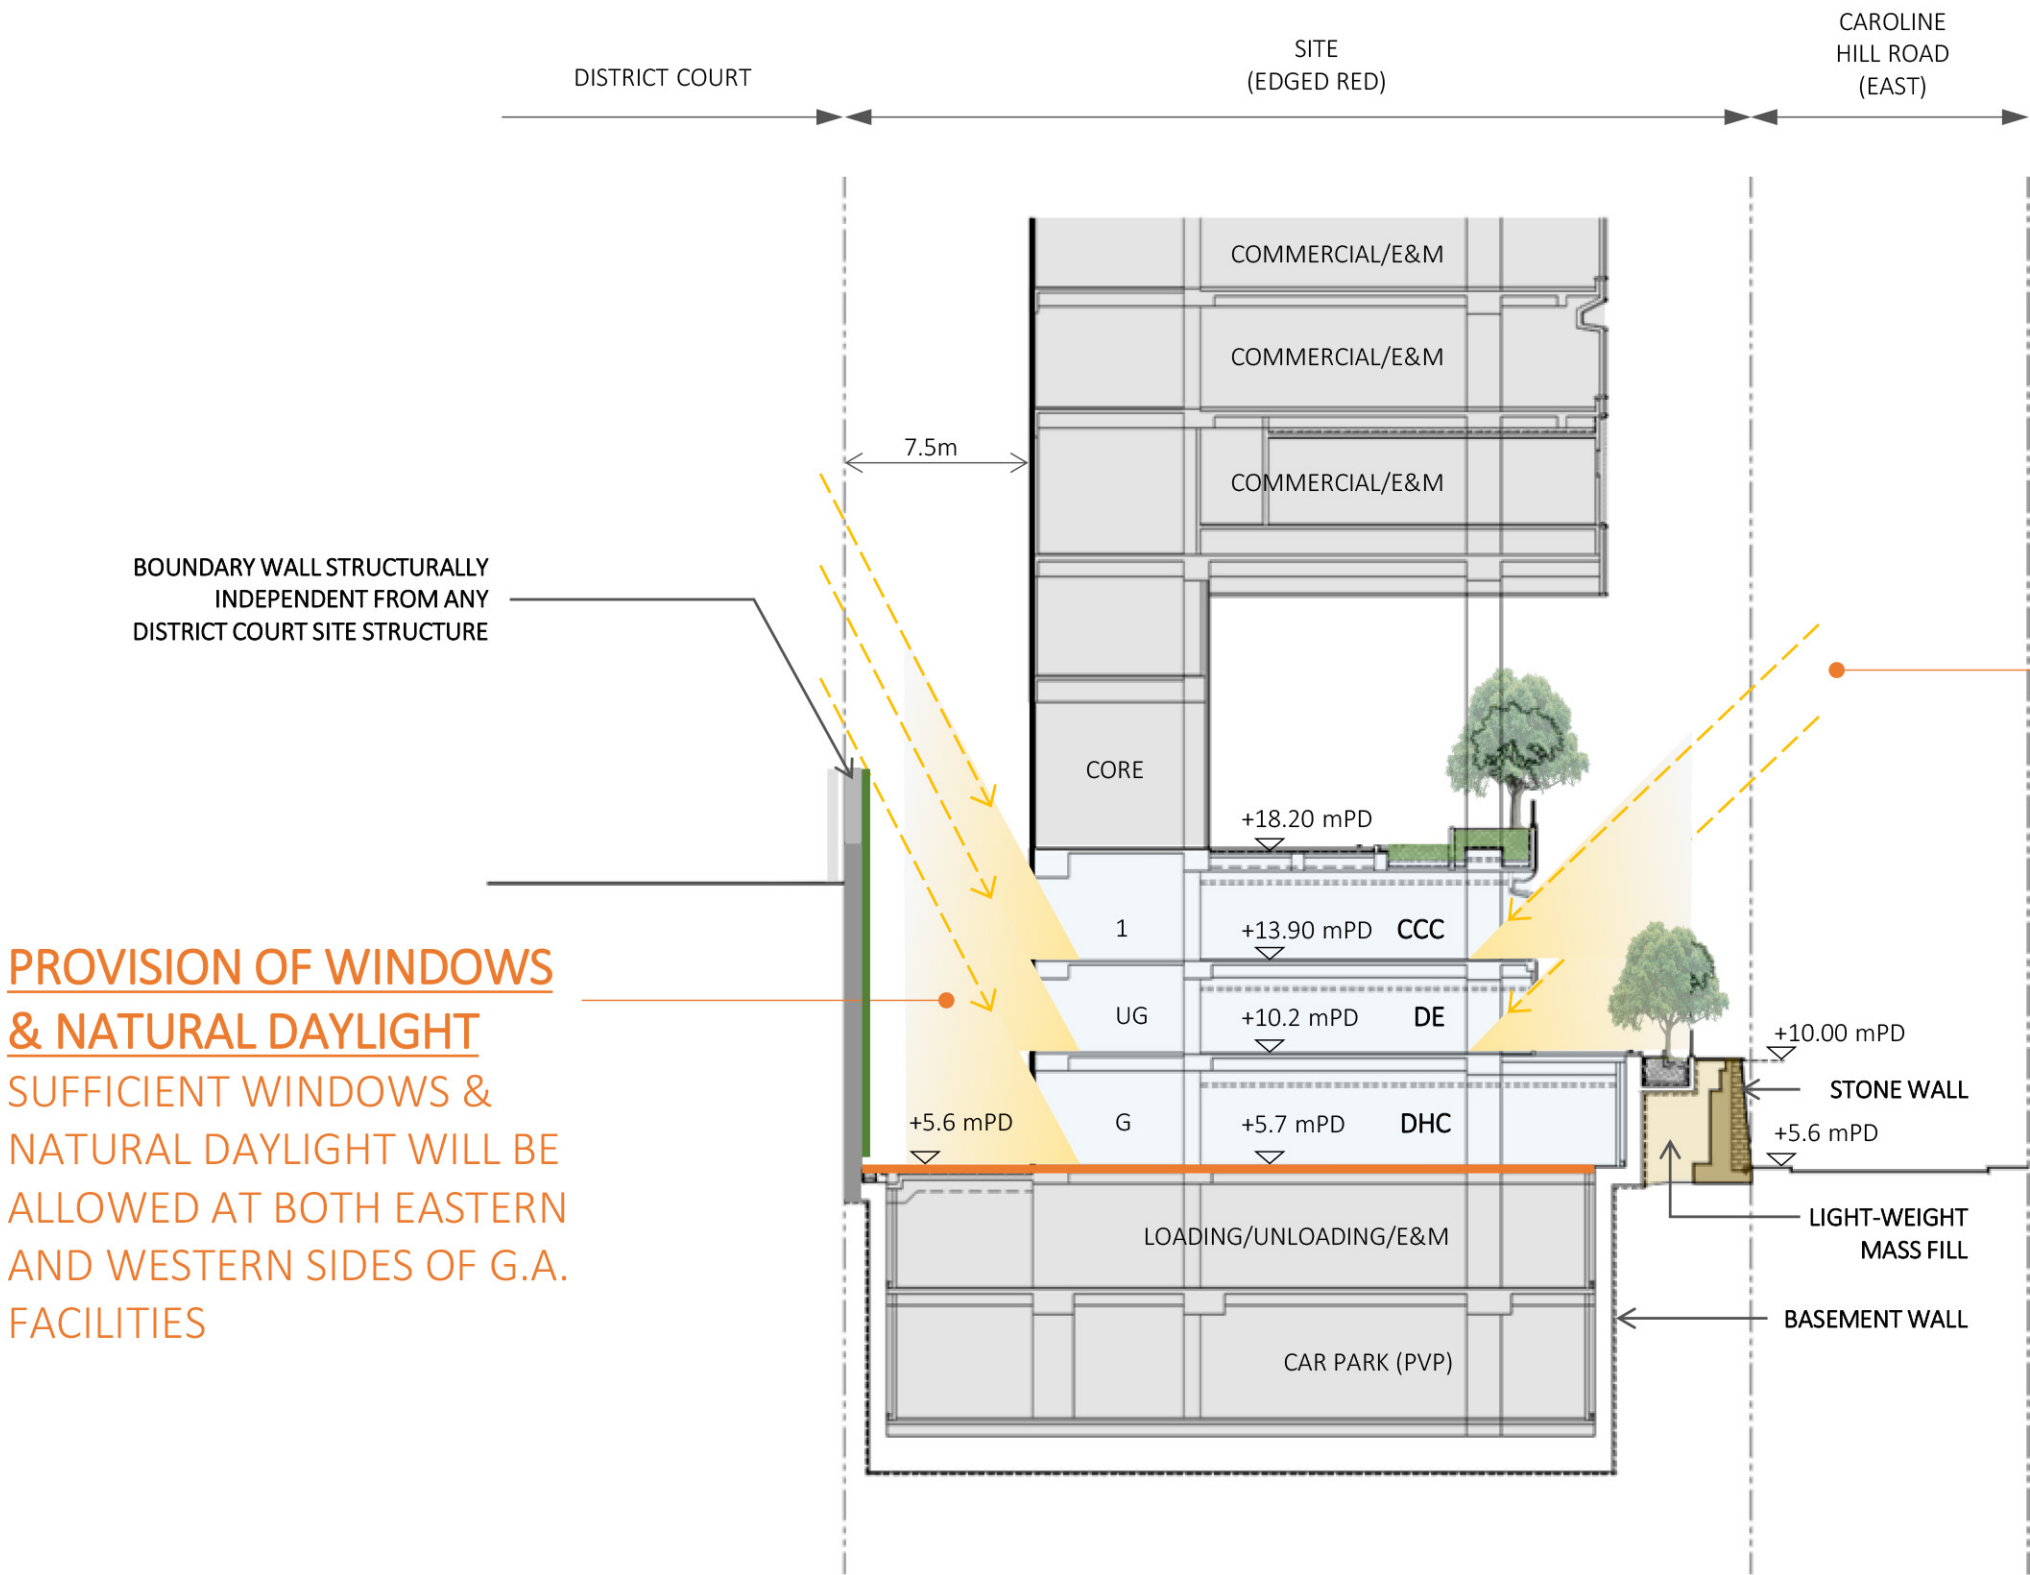 DISTRICT COURT
SITE
(EDGED RED)
CAROLINE
HILL ROAD
(EAST)
COMMERCIAL/E&M
COMMERCIAL/E&M
7.5m
COMMERCIAL/E&M
BOUNDARY WALL STRUCTURALLY
INDEPENDENT FROM ANY
DISTRICT COURT SITE STRUCTURE
CORE
+18.20 mPD
1
+13.90 mPD
CCC
PROVISION OF WINDOWS
& NATURAL DAYLIGHT
SUFFICIENT WINDOWS &
NATURAL DAYLIGHT WILL BE
ALLOWED AT BOTH EASTERN
AND WESTERN SIDES OF G.A.
FACILITIES
UG
+10.2 mPD
DE
+10.00 mPD
STONE WALL
+5.6 mPD
G
+5.7 mPD
DHC
+5.6 mPD
LIGHT-WEIGHT
MASS FILL
LOADING/UNLOADING/E&M
BASEMENT WALL
CAR PARK (PVP)